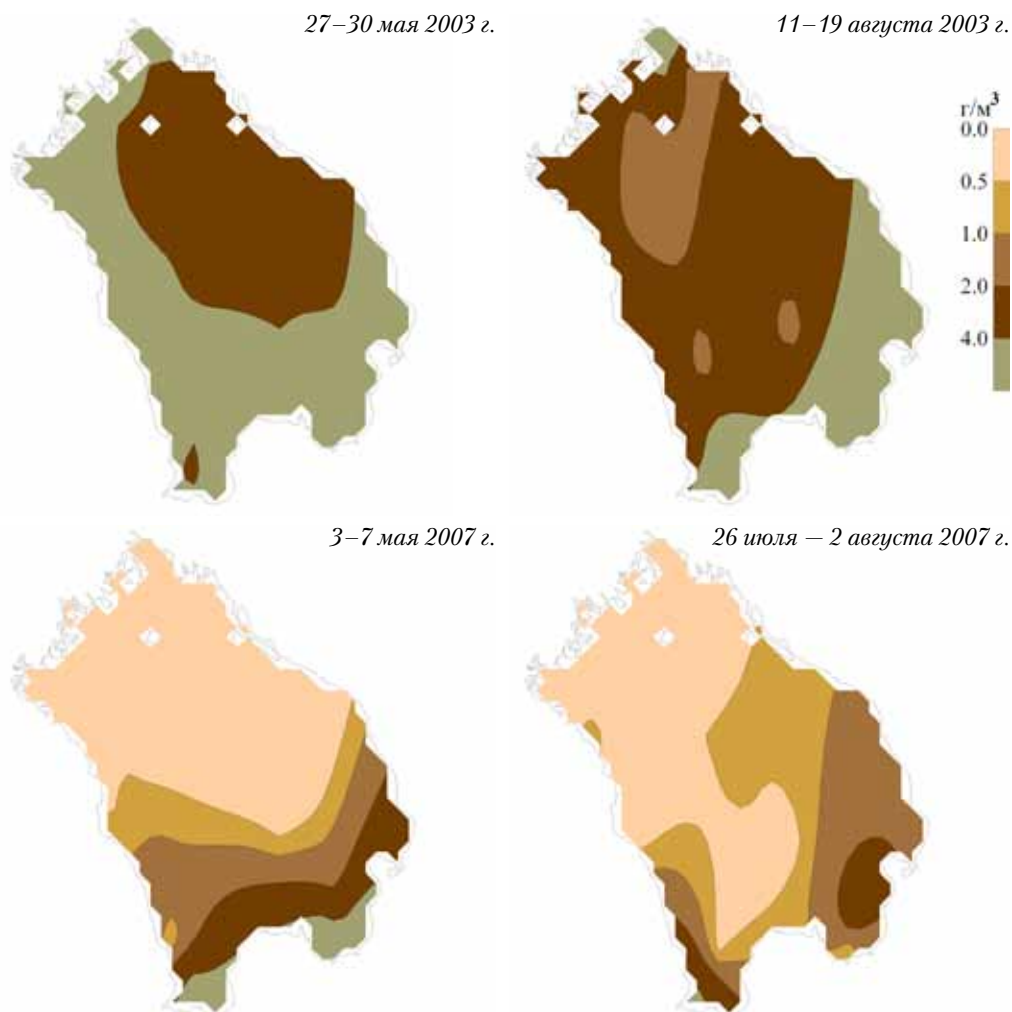 27–30 мая 2003 г.
11–19 августа 2003 г.
г/м³
0.0
0.5
1.0
2.0
4.0
3–7 мая 2007 г.
26 июля — 2 августа 2007 г.